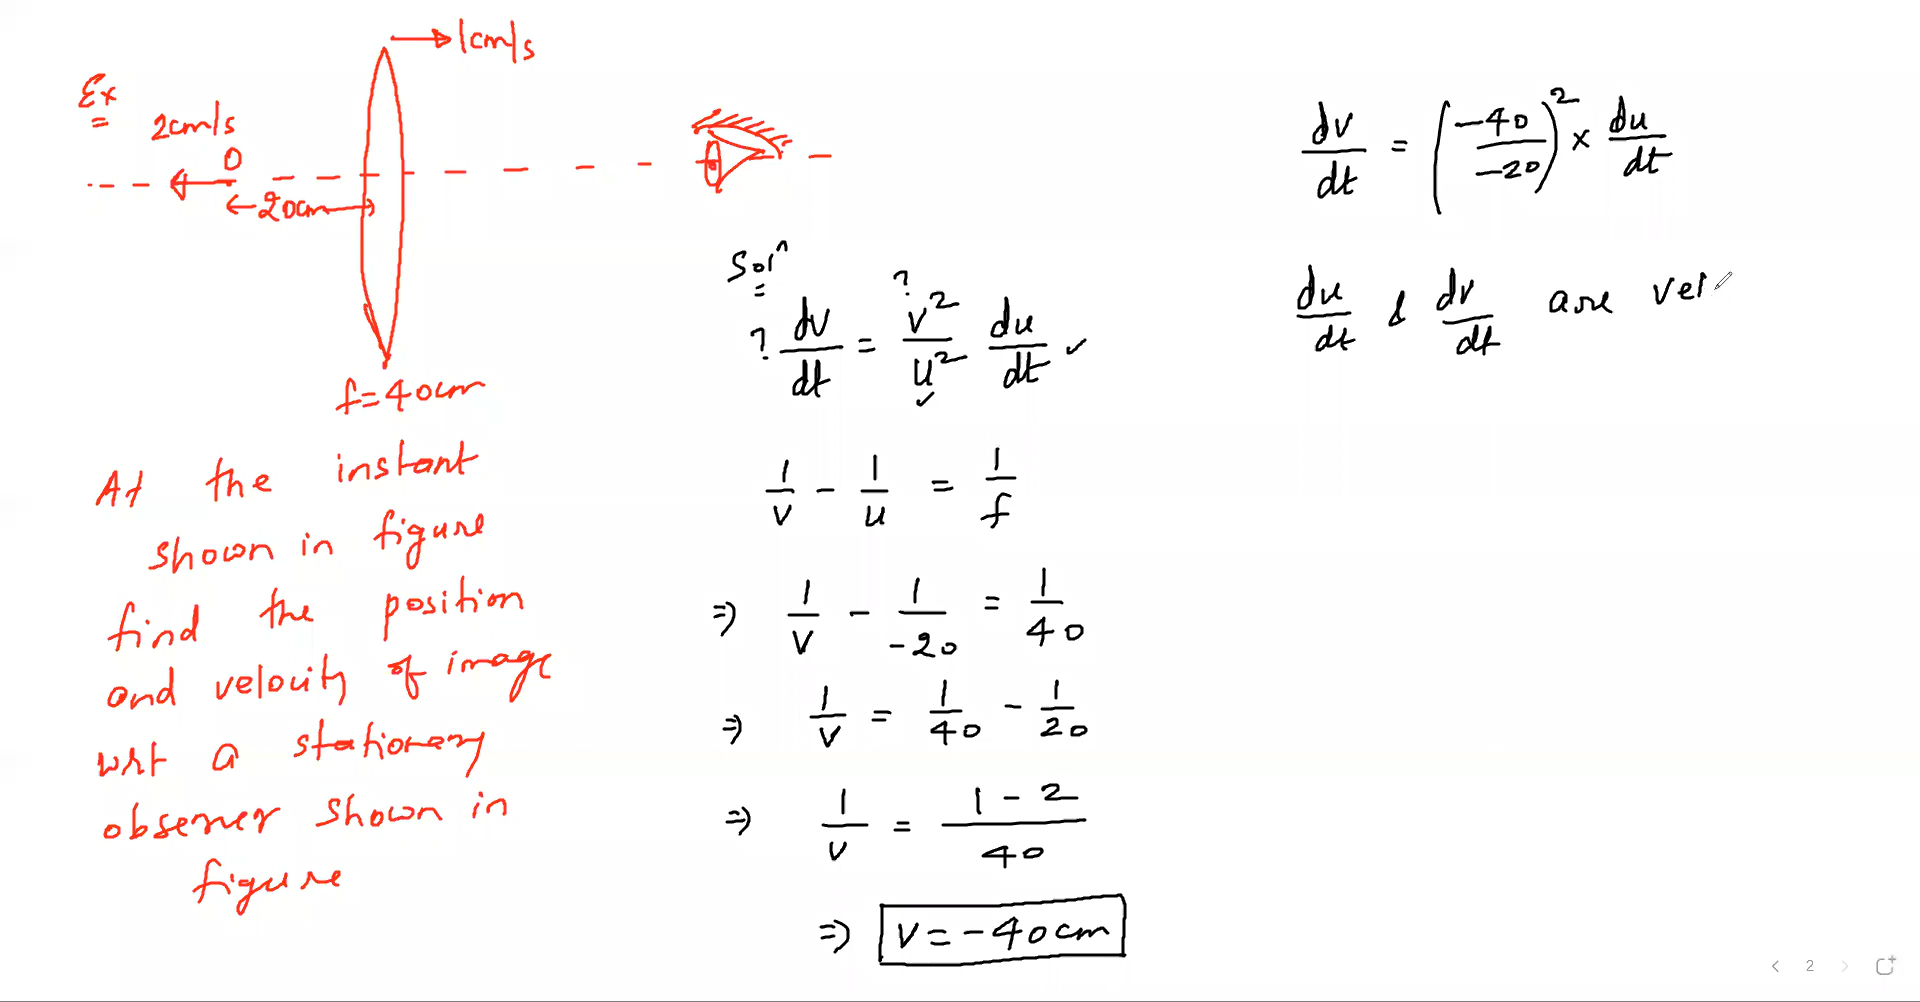 Ex
1cm/s
2cm/s
O
20cm
f=40cm
At the instant
shown in figure
find the position
and velocity of image
wrt a stationary
observer shown in
figure
Solⁿ
? dv/dt = v²/u² du/dt ✓
?
✓
1/v - 1/u = 1/f
⇒ 1/v - 1/-20 = 1/40
⇒ 1/v = 1/40 - 1/20
⇒ 1/v = 1-2/40
⇒ v=-40cm
dv/dt = (-40/-20)² × du/dt
du/dt & dv/dt are vel
2